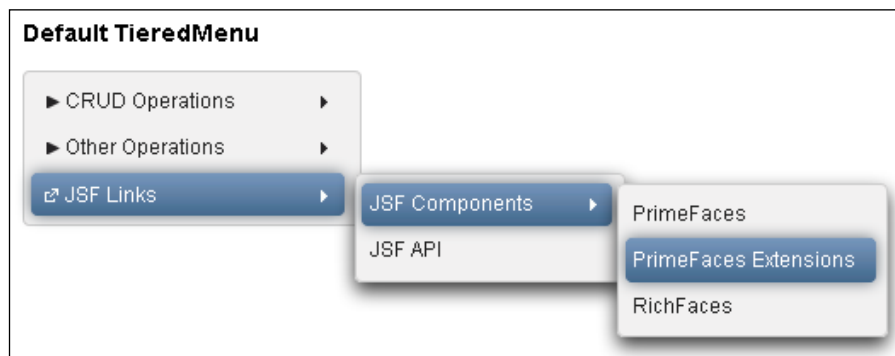 Default TieredMenu
CRUD Operations
Other Operations
JSF Links
JSF Components
JSF API
PrimeFaces
PrimeFaces Extensions
RichFaces